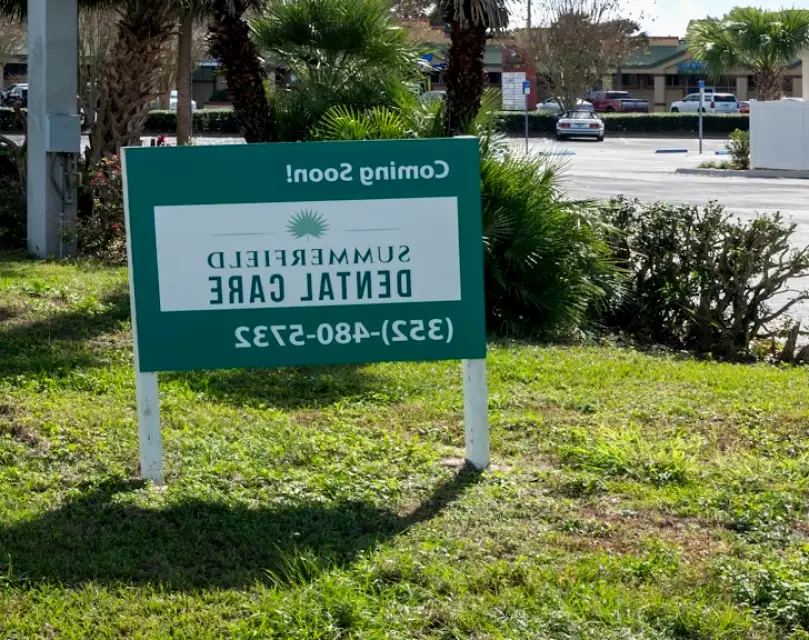 Coming Soon!
SUMMERFIELD
DENTAL CARE
(352)-480-5732